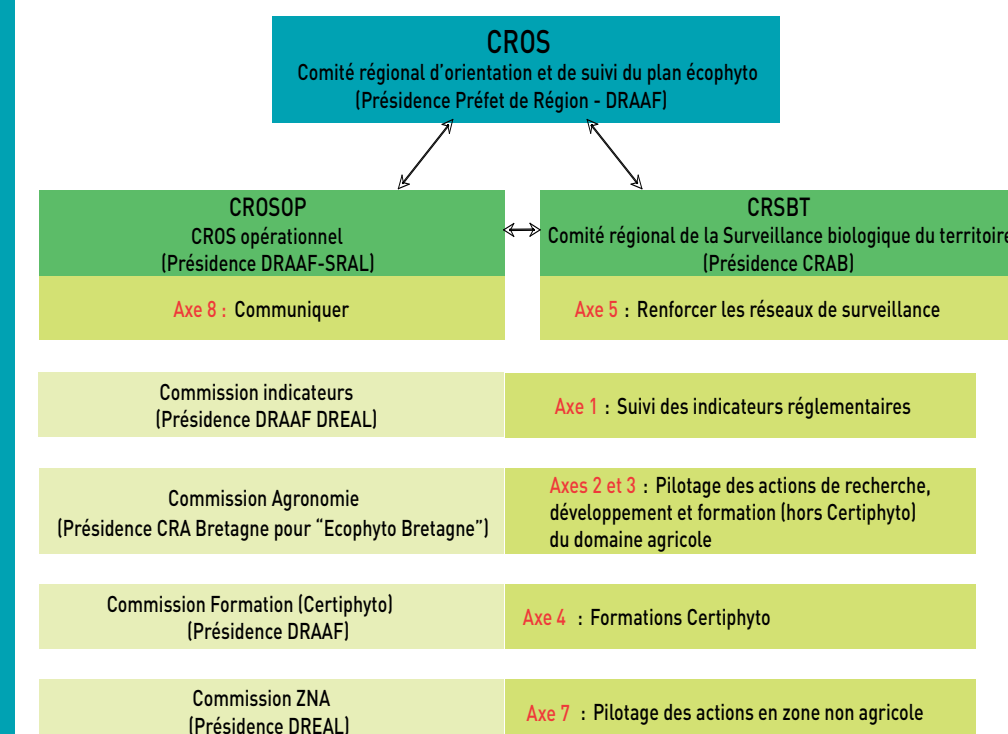 CROS
Comité régional d'orientation et de suivi du plan écophyto
(Présidence Préfet de Région - DRAAF)
CROSOP
CROS opérationnel
(Présidence DRAAF-SRAL)
Axe 8 : Communiquer
CRSBT
Comité régional de la Surveillance biologique du territoire
(Présidence CRAB)
Axe 5 : Renforcer les réseaux de surveillance
Commission indicateurs
(Présidence DRAAF DREAL)
Axe 1 : Suivi des indicateurs réglementaires
Commission Agronomie
(Présidence CRA Bretagne pour "Ecophyto Bretagne")
Axes 2 et 3 : Pilotage des actions de recherche,
développement et formation (hors Certiphyto)
du domaine agricole
Commission Formation (Certiphyto)
(Présidence DRAAF)
Axe 4 : Formations Certiphyto
Commission ZNA
(Présidence DREAL)
Axe 7 : Pilotage des actions en zone non agricole